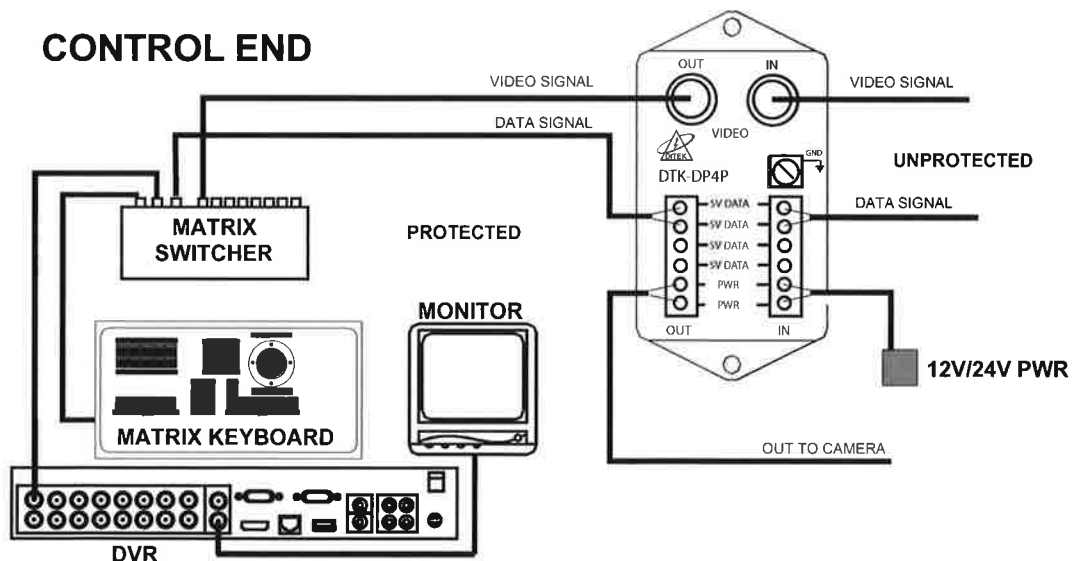 CONTROL END
VIDEO SIGNAL
DATA SIGNAL
OUT
IN
VIDEO
DITEK
DTK-DP4P
GND
5V DATA
5V DATA
5V DATA
5V DATA
PWR
PWR
OUT
IN
VIDEO SIGNAL
UNPROTECTED
DATA SIGNAL
12V/24V PWR
OUT TO CAMERA
PROTECTED
MATRIX
SWITCHER
MONITOR
MATRIX KEYBOARD
DVR